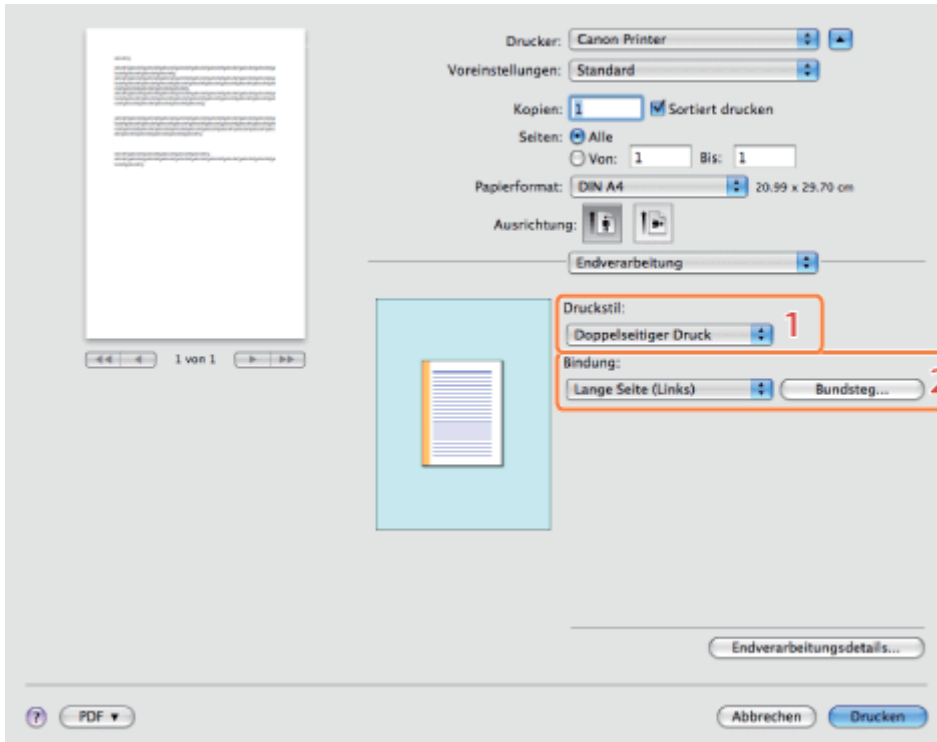 Drucker: Canon Printer
Voreinstellungen: Standard
Kopien: 1 Sortiert drucken
Seiten: Alle
Von: 1 Bis: 1
Papierformat: DIN A4 20.99 x 29.70 cm
Ausrichtung:
Endverarbeitung
Druckstil:
Doppelseitiger Druck 1
Bindung:
Lange Seite (Links) Bundsteg... 2
1 von 1
Endverarbeitungsdetails...
? PDF Abbrechen Drucken